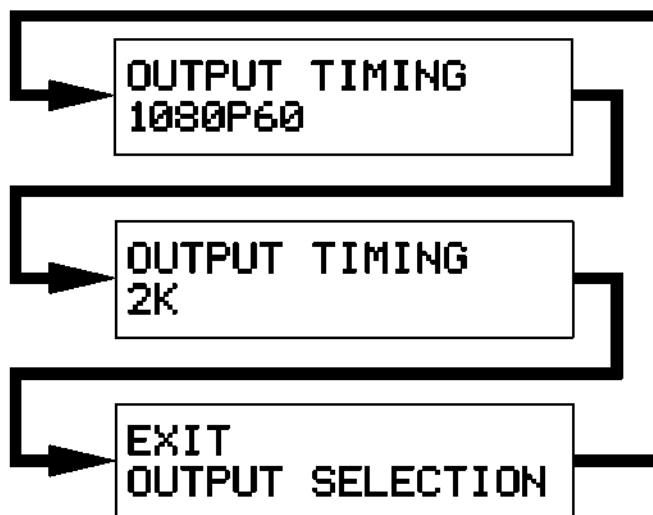 OUTPUT TIMING
1080P60
OUTPUT TIMING
2K
EXIT
OUTPUT SELECTION